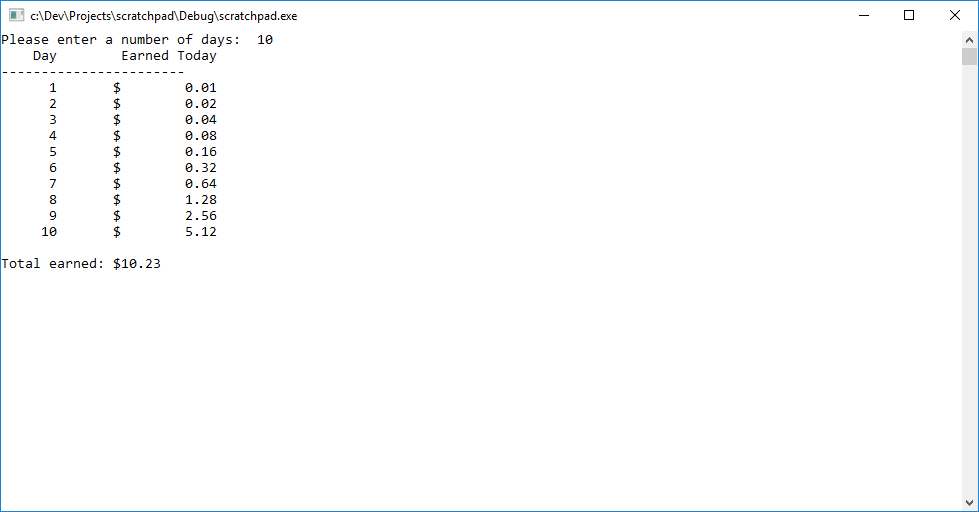 c:\Dev\Projects\scratchpad\Debug\scratchpad.exe
Please enter a number of days:  10
    Day        Earned Today
-----------------------
      1       $        0.01
      2       $        0.02
      3       $        0.04
      4       $        0.08
      5       $        0.16
      6       $        0.32
      7       $        0.64
      8       $        1.28
      9       $        2.56
     10       $        5.12

Total earned: $10.23